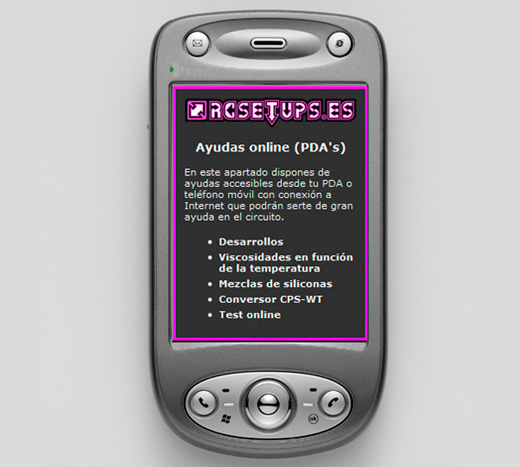 RCSETUPS.ES
Ayudas online (PDA's)
En este apartado dispones de
ayudas accesibles desde tu PDA o
teléfono móvil con conexión a
Internet que podrán serte de gran
ayuda en el circuito.
Desarrollos
Viscosidades en función
de la temperatura
Mezclas de siliconas
Conversor CPS-WT
Test online
ok